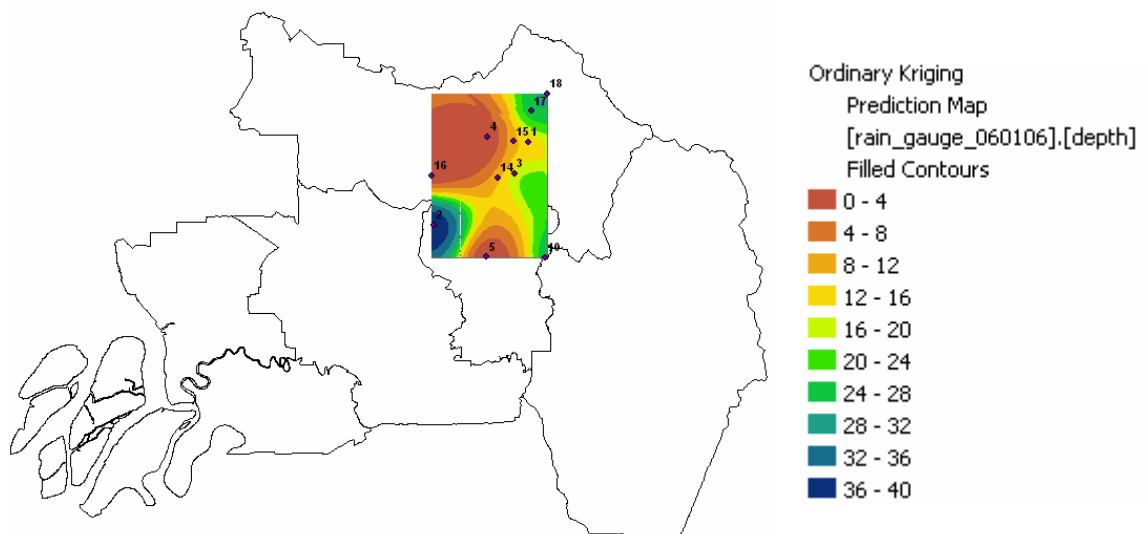 18
17
4
15
1
16
14
3
2
5
10
Ordinary Kriging
Prediction Map
[rain_gauge_060106].[depth]
Filled Contours
0 - 4
4 - 8
8 - 12
12 - 16
16 - 20
20 - 24
24 - 28
28 - 32
32 - 36
36 - 40